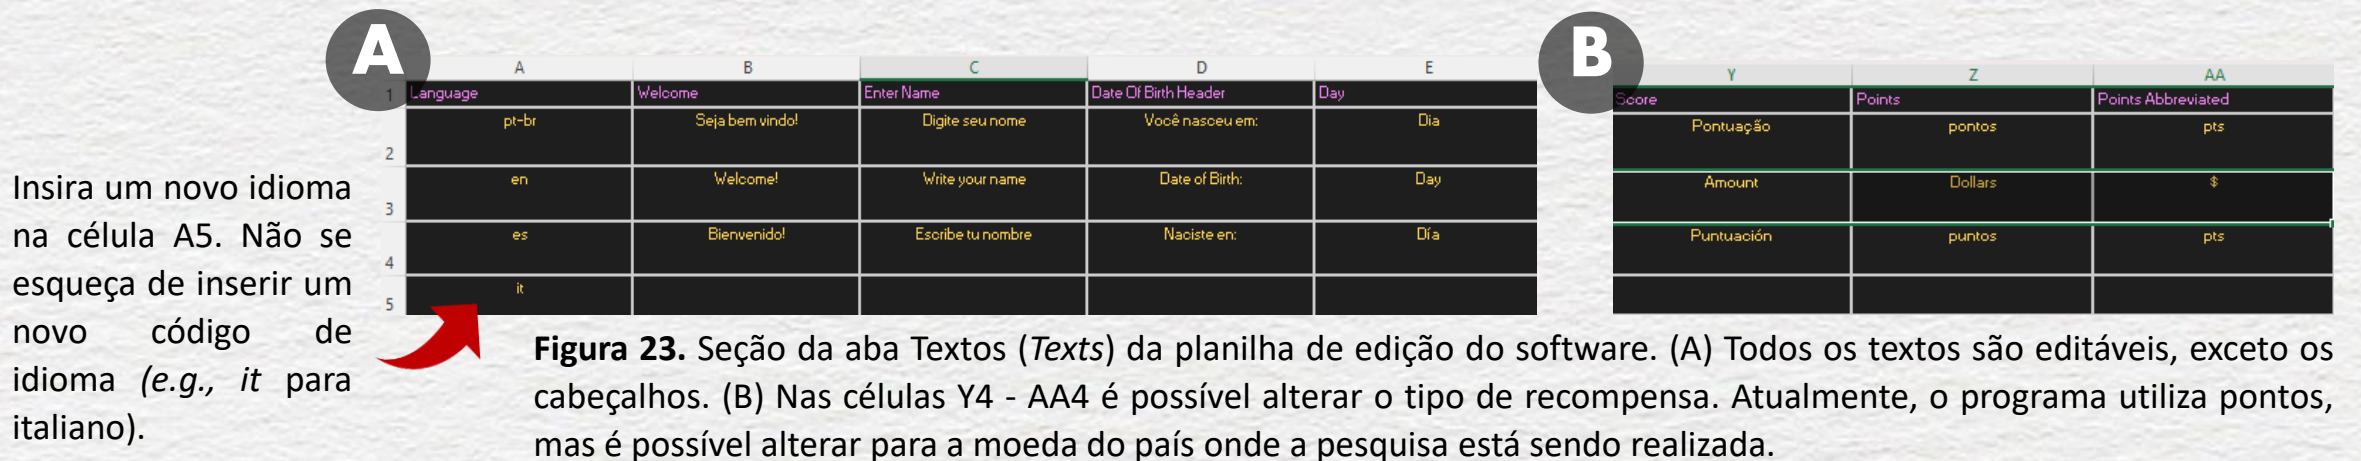 A
B
A B C D E
Y Z AA
1 Language Welcome Enter Name Date Of Birth Header Day
Score Points Points Abbreviated
2 pt-br Seja bem vindo! Digite seu nome Você nasceu em: Dia
Pontuação pontos pts
3 en Welcome! Write your name Date of Birth: Day
Amount Dollars $
4 es Bienvenido! Escribe tu nombre Naciste en: Día
Puntuación puntos pts
5 it
Insira um novo idioma
na célula A5. Não se
esqueça de inserir um
novo código de
idioma (e.g., it para
italiano).
Figura 23. Seção da aba Textos (Texts) da planilha de edição do software. (A) Todos os textos são editáveis, exceto os
cabeçalhos. (B) Nas células Y4 - AA4 é possível alterar o tipo de recompensa. Atualmente, o programa utiliza pontos,
mas é possível alterar para a moeda do país onde a pesquisa está sendo realizada.